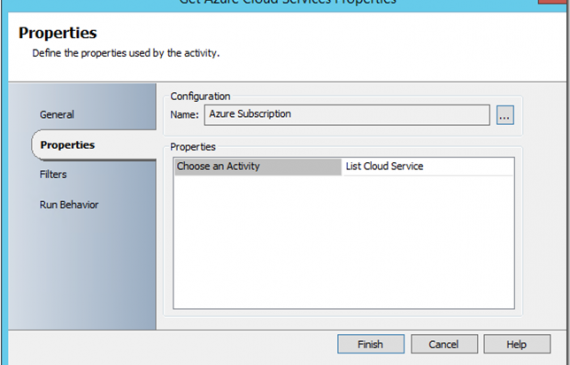 Get Azure Cloud Services Properties
Properties
Define the properties used by the activity.
General
Properties
Filters
Run Behavior
Configuration
Name: Azure Subscription ...
Properties
Choose an Activity List Cloud Service
Finish Cancel Help